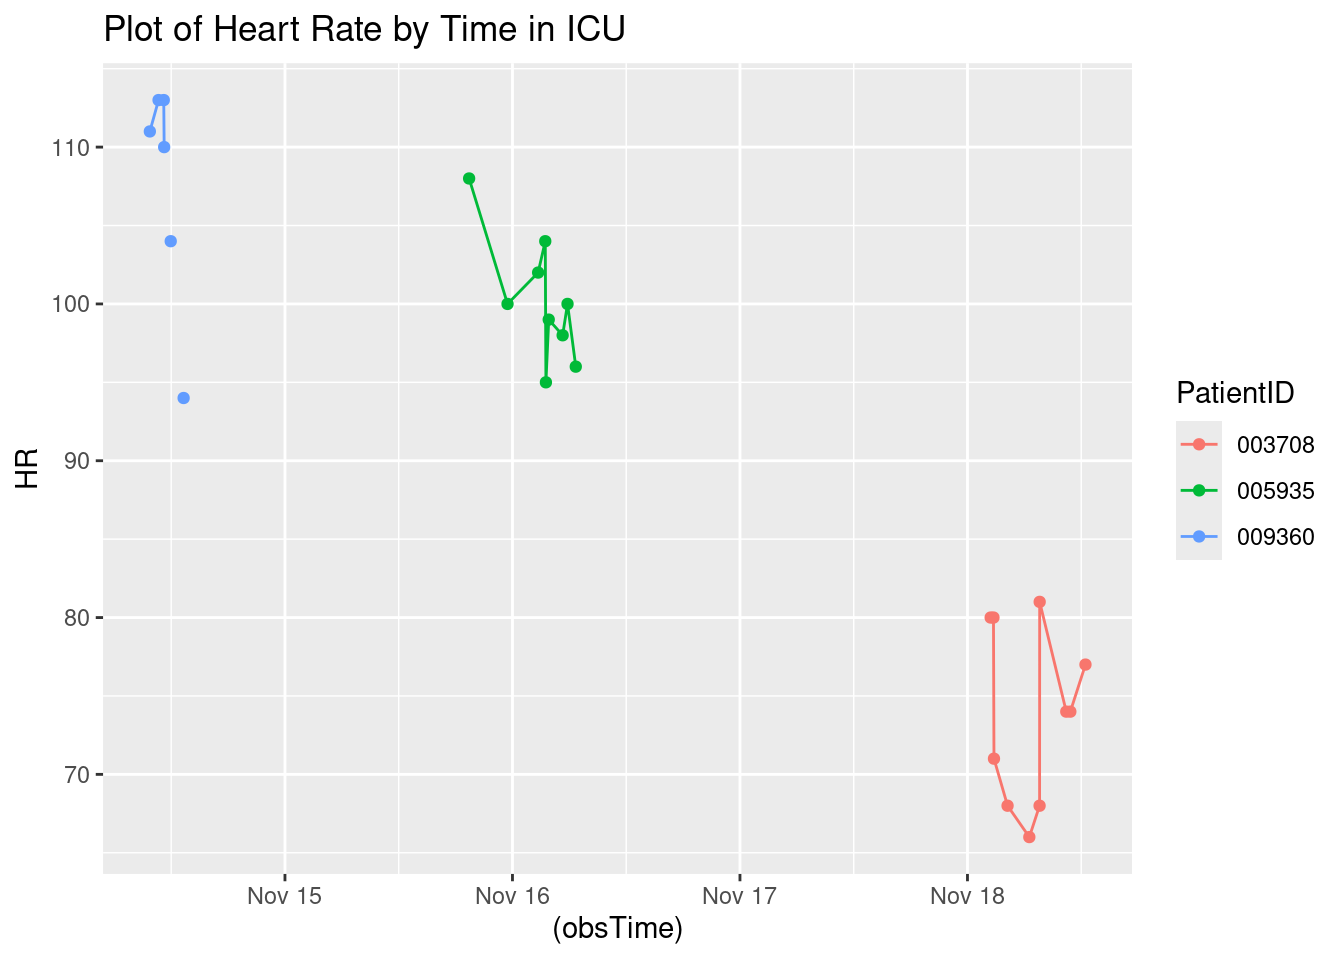 Plot of Heart Rate by Time in ICU
110
100
90
80
70
HR
Nov 15
Nov 16
Nov 17
Nov 18
(obsTime)
PatientID
003708
005935
009360